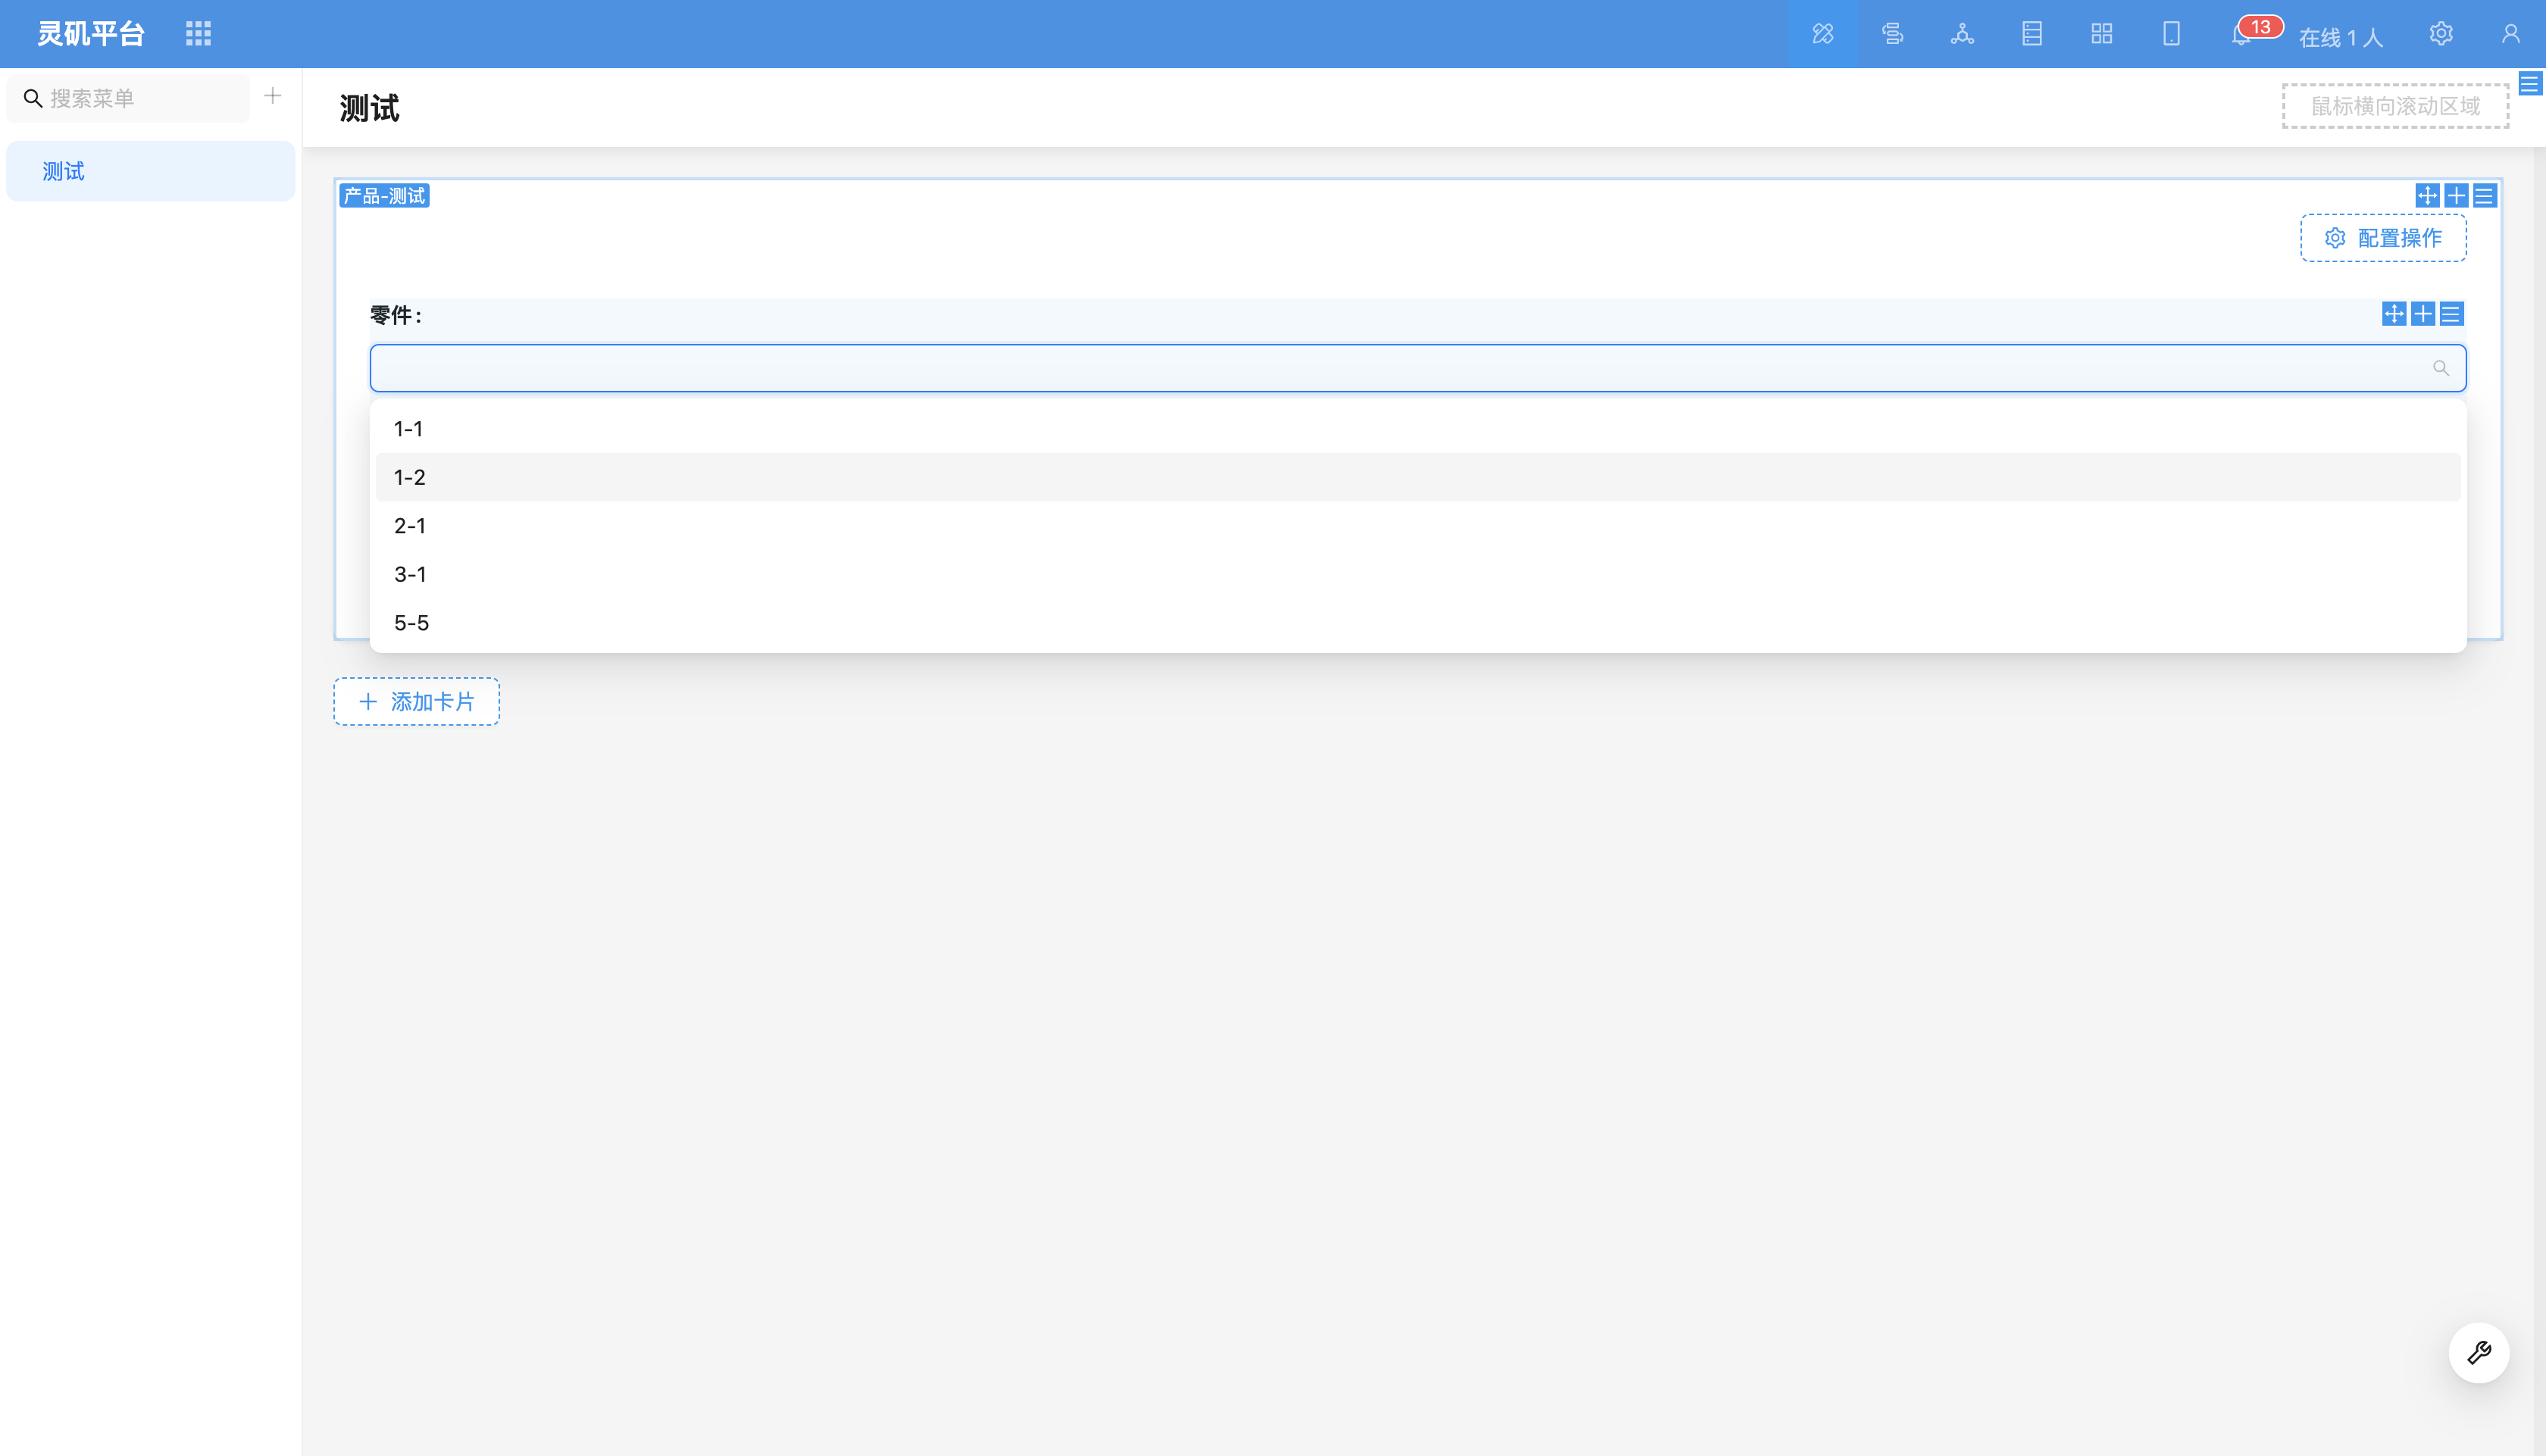 灵矶平台
13
在线 1 人
搜索菜单
测试
测试
鼠标横向滚动区域
产品-测试
配置操作
零件：
1-1
1-2
2-1
3-1
5-5
添加卡片